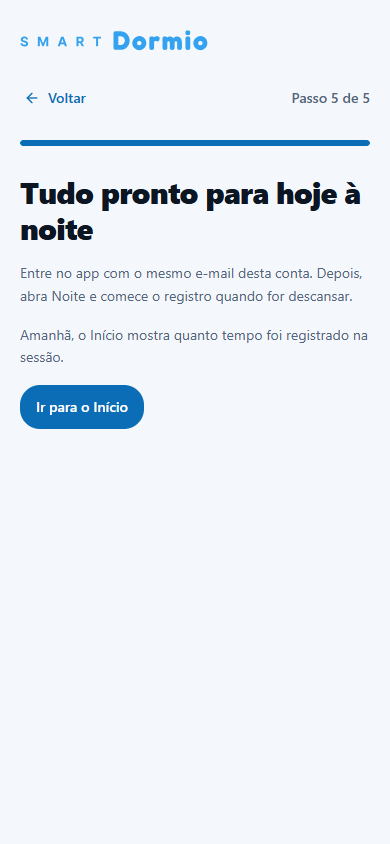 SMART Dormio
Voltar
Passo 5 de 5
Tudo pronto para hoje à
noite
Entre no app com o mesmo e-mail desta conta. Depois,
abra Noite e comece o registro quando for descansar.
Amanhã, o Início mostra quanto tempo foi registrado na
sessão.
Ir para o Início